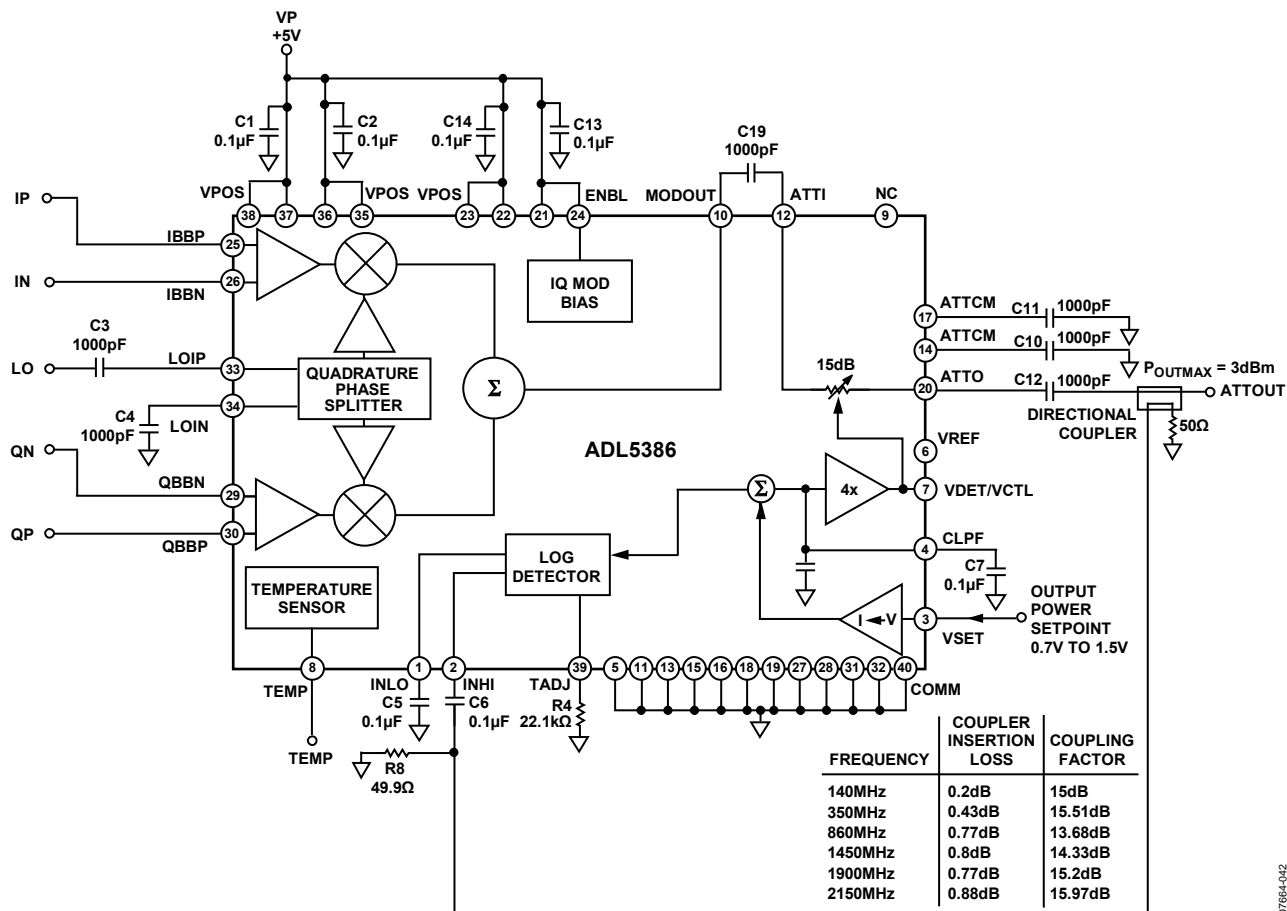 VP
+5V
C1
0.1µF
C2
0.1µF
C14
0.1µF
C13
0.1µF
C19
1000pF
VPOS
VPOS
VPOS
ENBL
MODOUT
ATTI
NC
38
37
36
35
23
22
21
24
10
12
9
IP
IBBP
25
IN
IBBN
26
C3
1000pF
LO
LOIP
33
C4
1000pF
LOIN
34
QN
QBBN
29
QP
QBBP
30
IQ MOD
BIAS
QUADRATURE
PHASE
SPLITTER
Σ
ADL5386
15dB
17
ATTCM
C11
1000pF
14
ATTCM
C10
1000pF
20
ATTO
C12
1000pF
POUTMAX = 3dBm
ATTOUT
DIRECTIONAL
COUPLER
50Ω
VREF
6
Σ
4x
7
VDET/VCTL
CLPF
4
C7
0.1µF
LOG
DETECTOR
TEMPERATURE
SENSOR
I
V
3
VSET
OUTPUT
POWER
SETPOINT
0.7V TO 1.5V
8
1
2
39
5
11
13
15
16
18
19
27
28
31
32
40
TEMP
INLO
INHI
TADJ
COMM
C5
0.1µF
C6
0.1µF
R4
22.1kΩ
TEMP
R8
49.9Ω
FREQUENCY COUPLER INSERTION LOSS COUPLING FACTOR
140MHz 0.2dB 15dB
350MHz 0.43dB 15.51dB
860MHz 0.77dB 13.68dB
1450MHz 0.8dB 14.33dB
1900MHz 0.77dB 15.2dB
2150MHz 0.88dB 15.97dB
07664-042